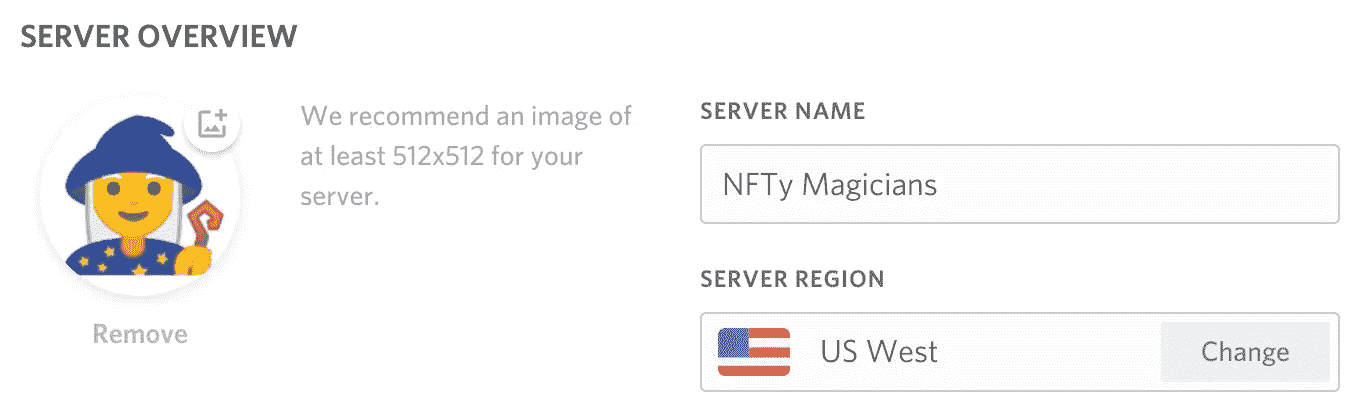 SERVER OVERVIEW
We recommend an image of
at least 512x512 for your
server.
Remove
SERVER NAME
NFTy Magicians
SERVER REGION
US West
Change